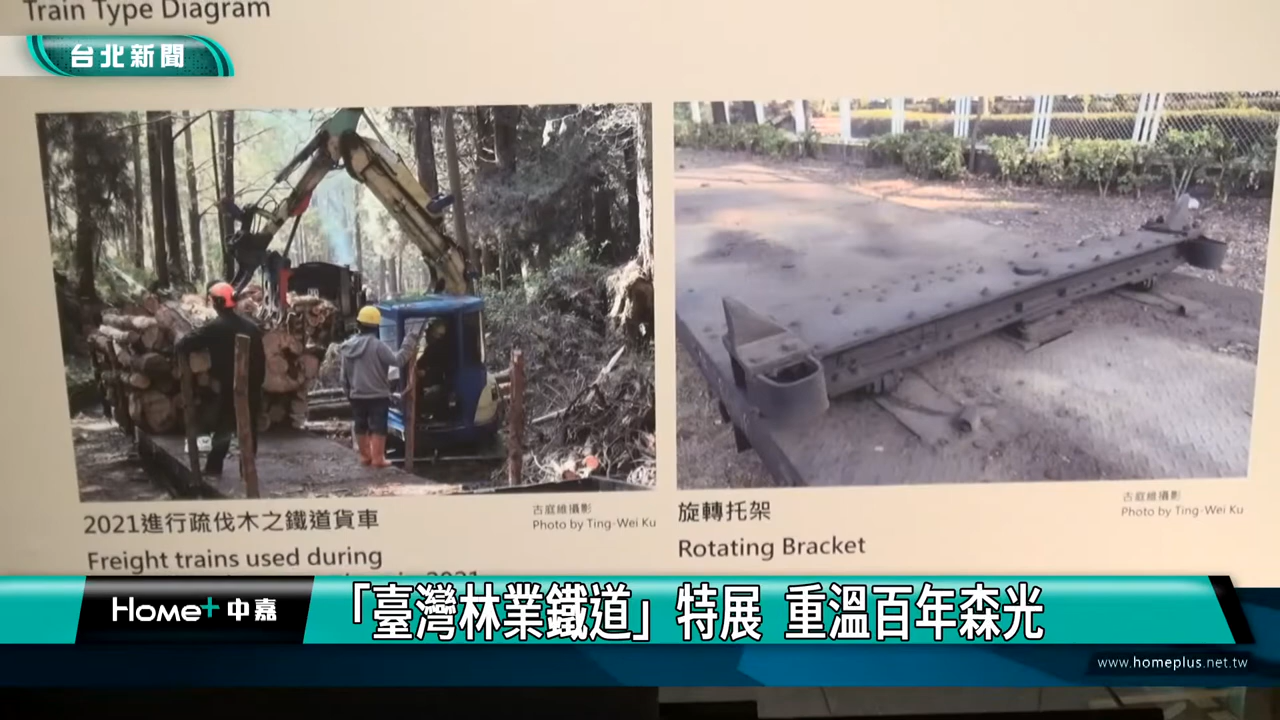 Train Type Diagram
台北新聞
2021進行疏伐木之鐵道貨車
古庭維攝影
Photo by Ting-Wei Ku
Freight trains used during
2021
旋轉托架
古庭維攝影
Photo by Ting-Wei Ku
Rotating Bracket
Home+中嘉
「臺灣林業鐵道」特展 重溫百年森光
www.homeplus.net.tw